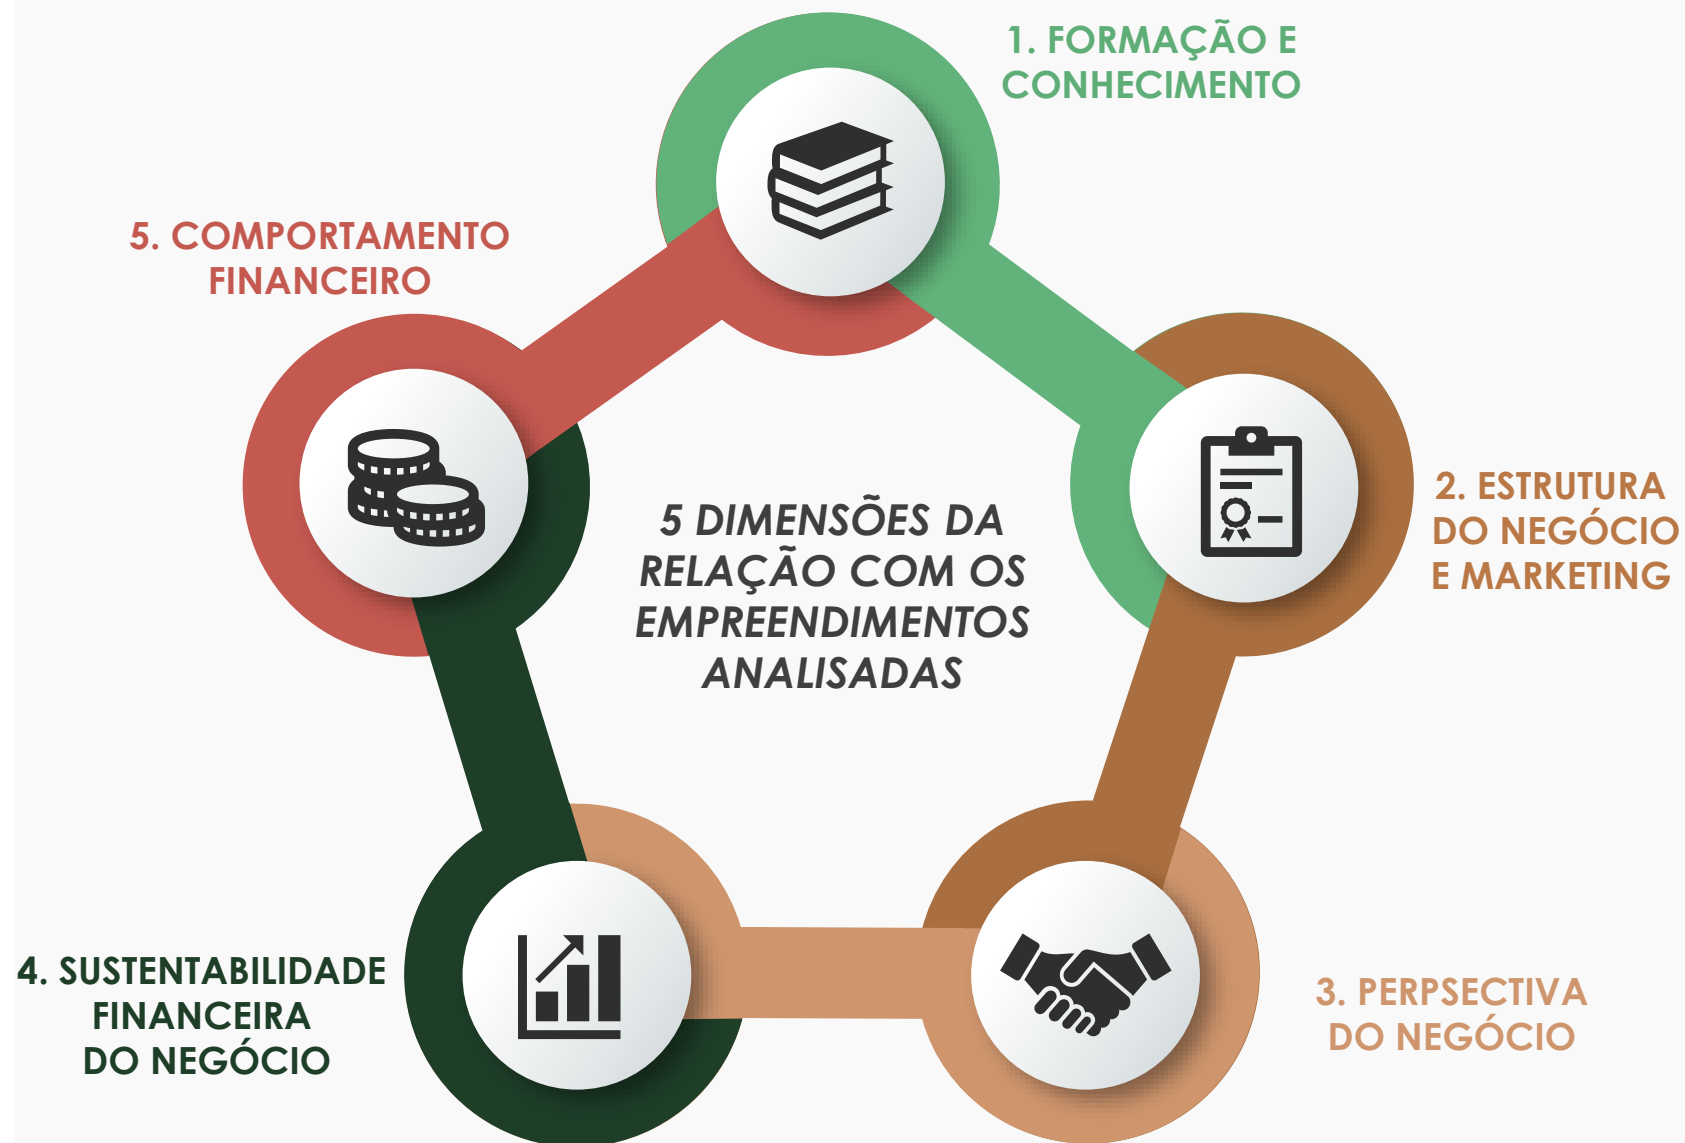 1. FORMAÇÃO E
CONHECIMENTO
5. COMPORTAMENTO
FINANCEIRO
2. ESTRUTURA
DO NEGÓCIO
E MARKETING
5 DIMENSÕES DA
RELAÇÃO COM OS
EMPREENDIMENTOS
ANALISADAS
4. SUSTENTABILIDADE
FINANCEIRA
DO NEGÓCIO
3. PERPSECTIVA
DO NEGÓCIO